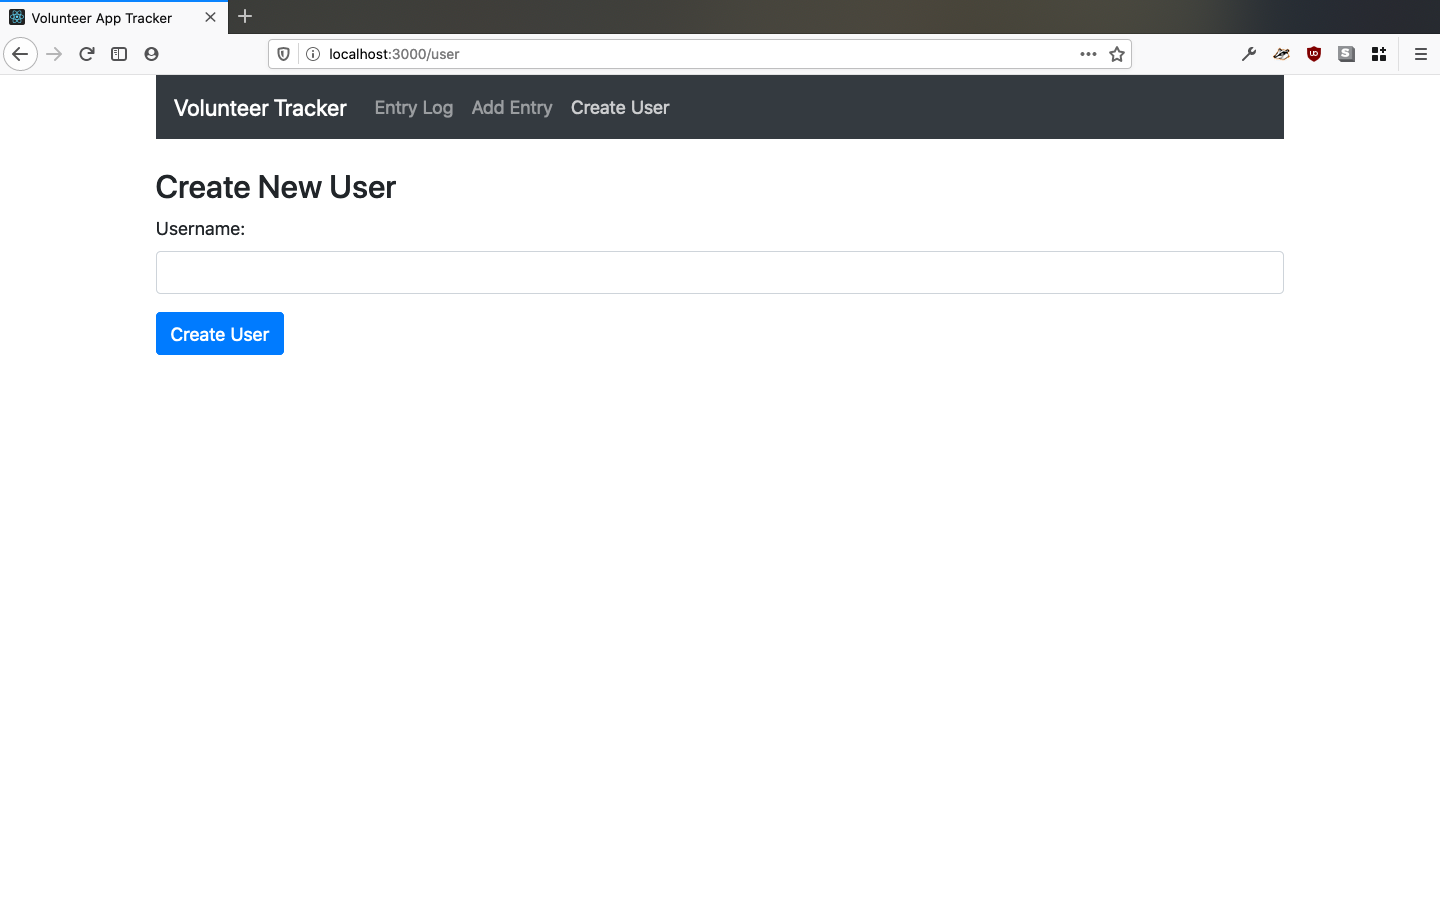 Volunteer App Tracker
localhost:3000/user
Volunteer Tracker Entry Log Add Entry Create User
Create New User
Username:
Create User